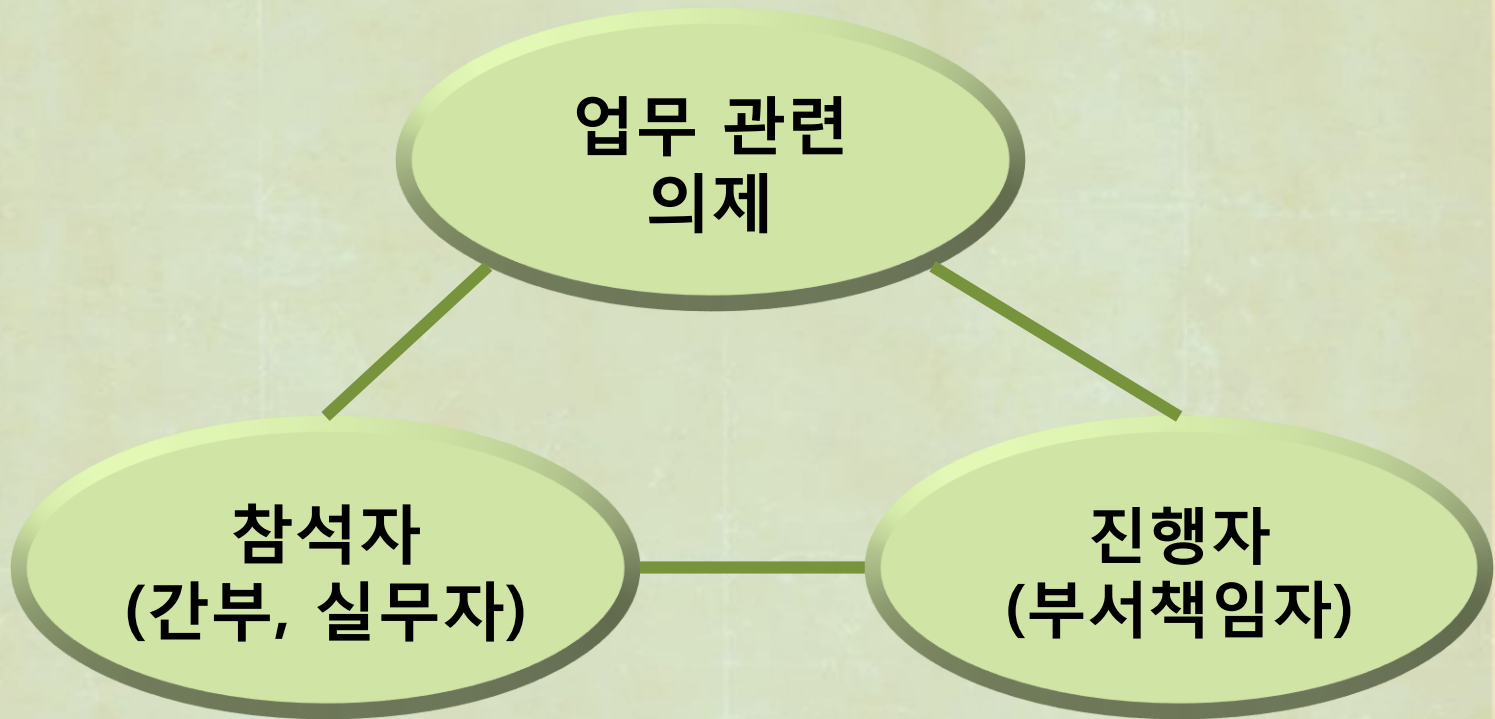 업무 관련
의제
참석자
(간부, 실무자)
진행자
(부서책임자)